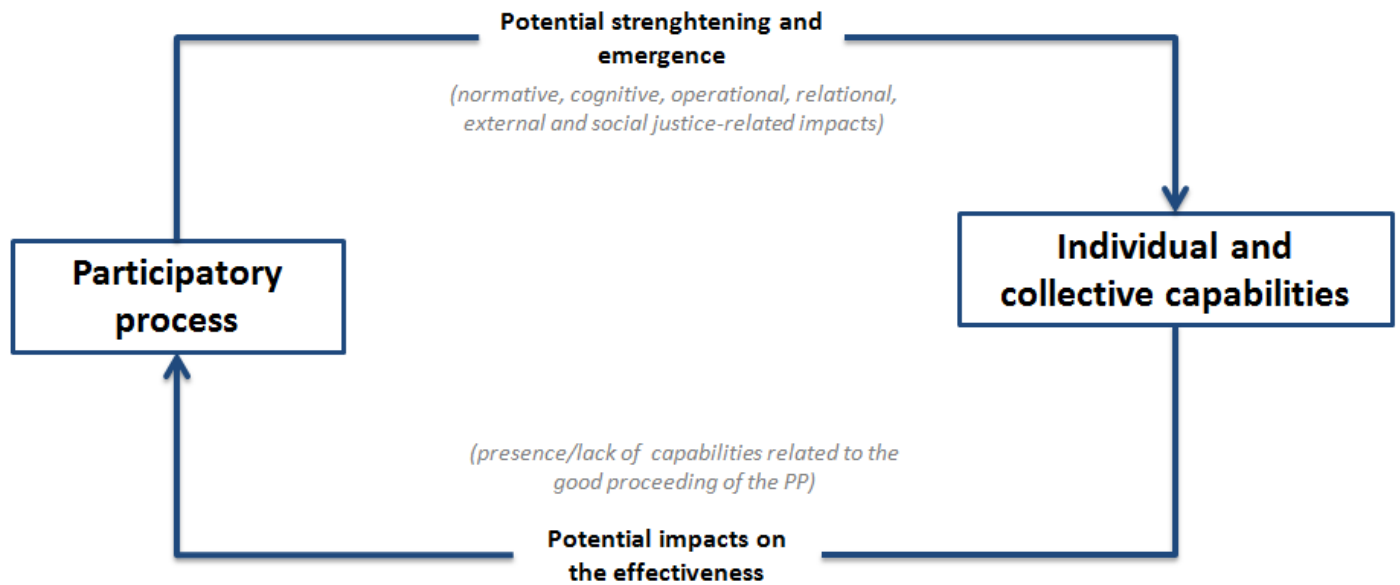 Potential strenghtening and
emergence
(normative, cognitive, operational, relational,
external and social justice-related impacts)
Participatory
process
Individual and
collective capabilities
(presence/lack of capabilities related to the
good proceeding of the PP)
Potential impacts on
the effectiveness